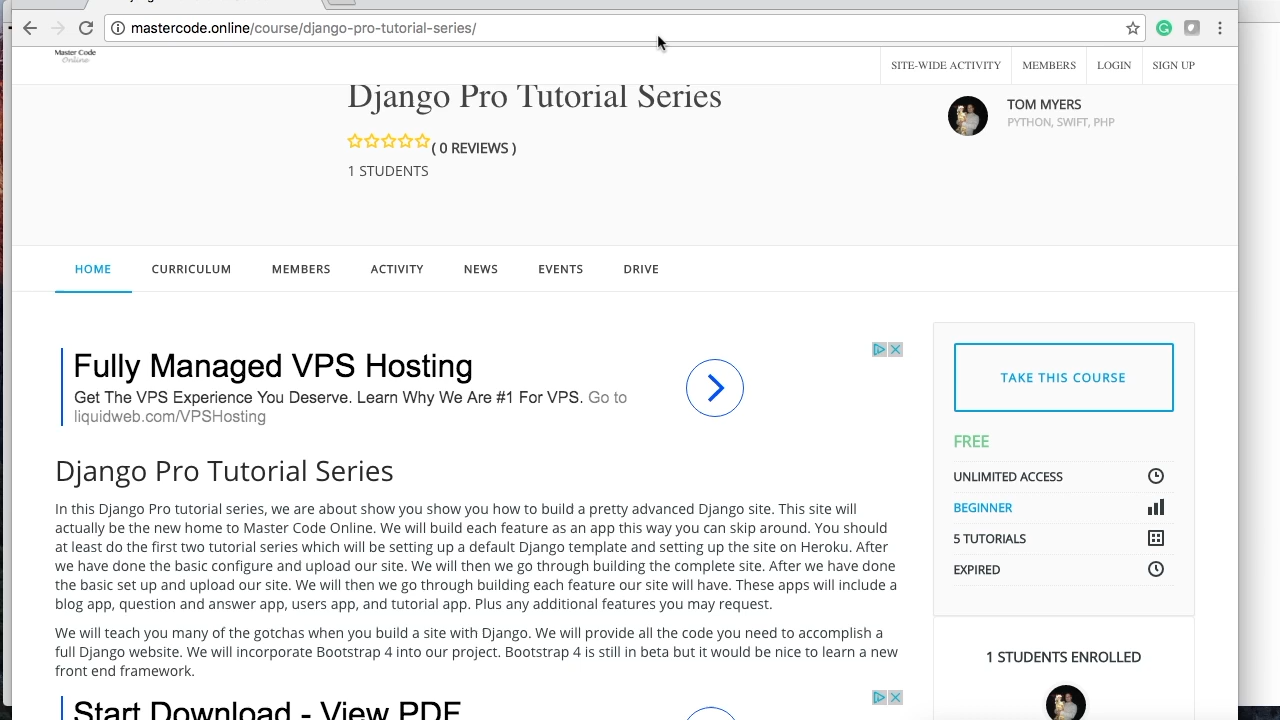 mastercode.online/course/django-pro-tutorial-series/
Master Code
Online
SITE-WIDE ACTIVITY
MEMBERS
LOGIN
SIGN UP
Django Pro Tutorial Series
( 0 REVIEWS )
1 STUDENTS
TOM MYERS
PYTHON, SWIFT, PHP
HOME
CURRICULUM
MEMBERS
ACTIVITY
NEWS
EVENTS
DRIVE
Fully Managed VPS Hosting
Get The VPS Experience You Deserve. Learn Why We Are #1 For VPS. Go to
liquidweb.com/VPSHosting
Django Pro Tutorial Series
In this Django Pro tutorial series, we are about show you show you how to build a pretty advanced Django site. This site will
actually be the new home to Master Code Online. We will build each feature as an app this way you can skip around. You should
at least do the first two tutorial series which will be setting up a default Django template and setting up the site on Heroku. After
we have done the basic configure and upload our site. We will then we go through building the complete site. After we have done
the basic set up and upload our site. We will then we go through building each feature our site will have. These apps will include a
blog app, question and answer app, users app, and tutorial app. Plus any additional features you may request.
We will teach you many of the gotchas when you build a site with Django. We will provide all the code you need to accomplish a
full Django website. We will incorporate Bootstrap 4 into our project. Bootstrap 4 is still in beta but it would be nice to learn a new
front end framework.
Start Download - View PDF
TAKE THIS COURSE
FREE
UNLIMITED ACCESS
BEGINNER
5 TUTORIALS
EXPIRED
1 STUDENTS ENROLLED